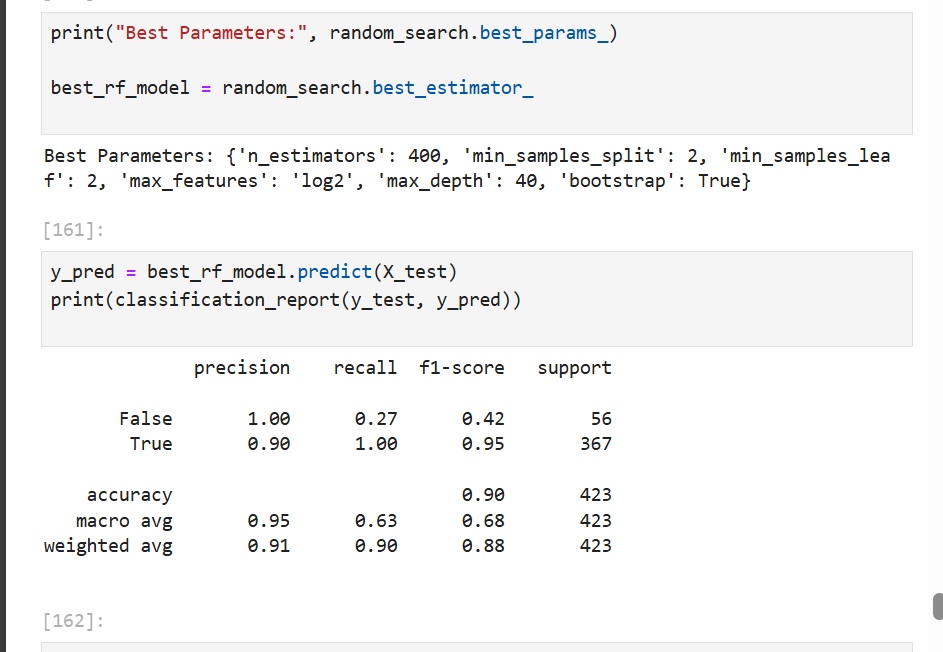 print("Best Parameters:", random_search.best_params_)
best_rf_model = random_search.best_estimator_
Best Parameters: {'n_estimators': 400, 'min_samples_split': 2, 'min_samples_lea
f': 2, 'max_features': 'log2', 'max_depth': 40, 'bootstrap': True}
[161]:
y_pred = best_rf_model.predict(X_test)
print(classification_report(y_test, y_pred))
precision recall f1-score support
False 1.00 0.27 0.42 56
True 0.90 1.00 0.95 367
accuracy 0.90 423
macro avg 0.95 0.63 0.68 423
weighted avg 0.91 0.90 0.88 423
[162]: